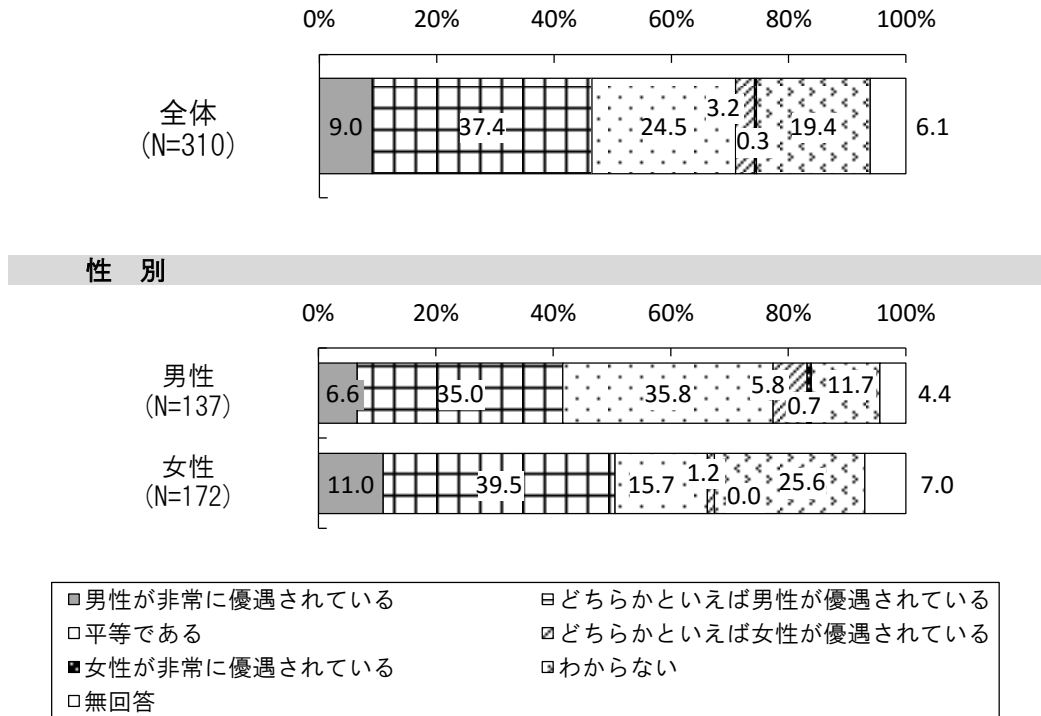 0% 20% 40% 60% 80% 100%
全体
(N=310)
9.0 37.4 24.5 3.2 0.3 19.4 6.1
性 別
0% 20% 40% 60% 80% 100%
男性
(N=137)
6.6 35.0 35.8 5.8 0.7 11.7 4.4
女性
(N=172)
11.0 39.5 15.7 1.2 0.0 25.6 7.0
男性が非常に優遇されている どちらかといえば男性が優遇されている
平等である どちらかといえば女性が優遇されている
女性が非常に優遇されている わからない
無回答